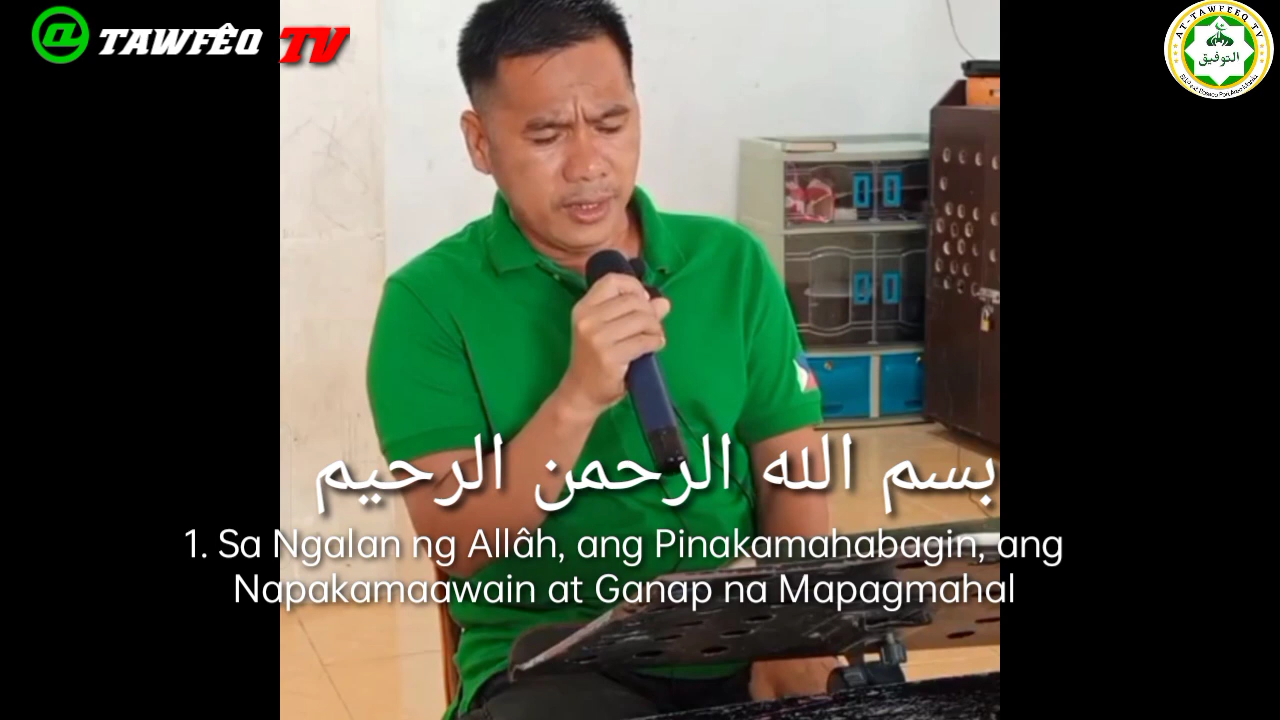 @ TAWFÊQ TV
AT-TAWFEEQ TV
التوفيق
بسم الله الرحمن الرحيم
1. Sa Ngalan ng Allâh, ang Pinakamahabagin, ang
Napakamaawain at Ganap na Mapagmahal